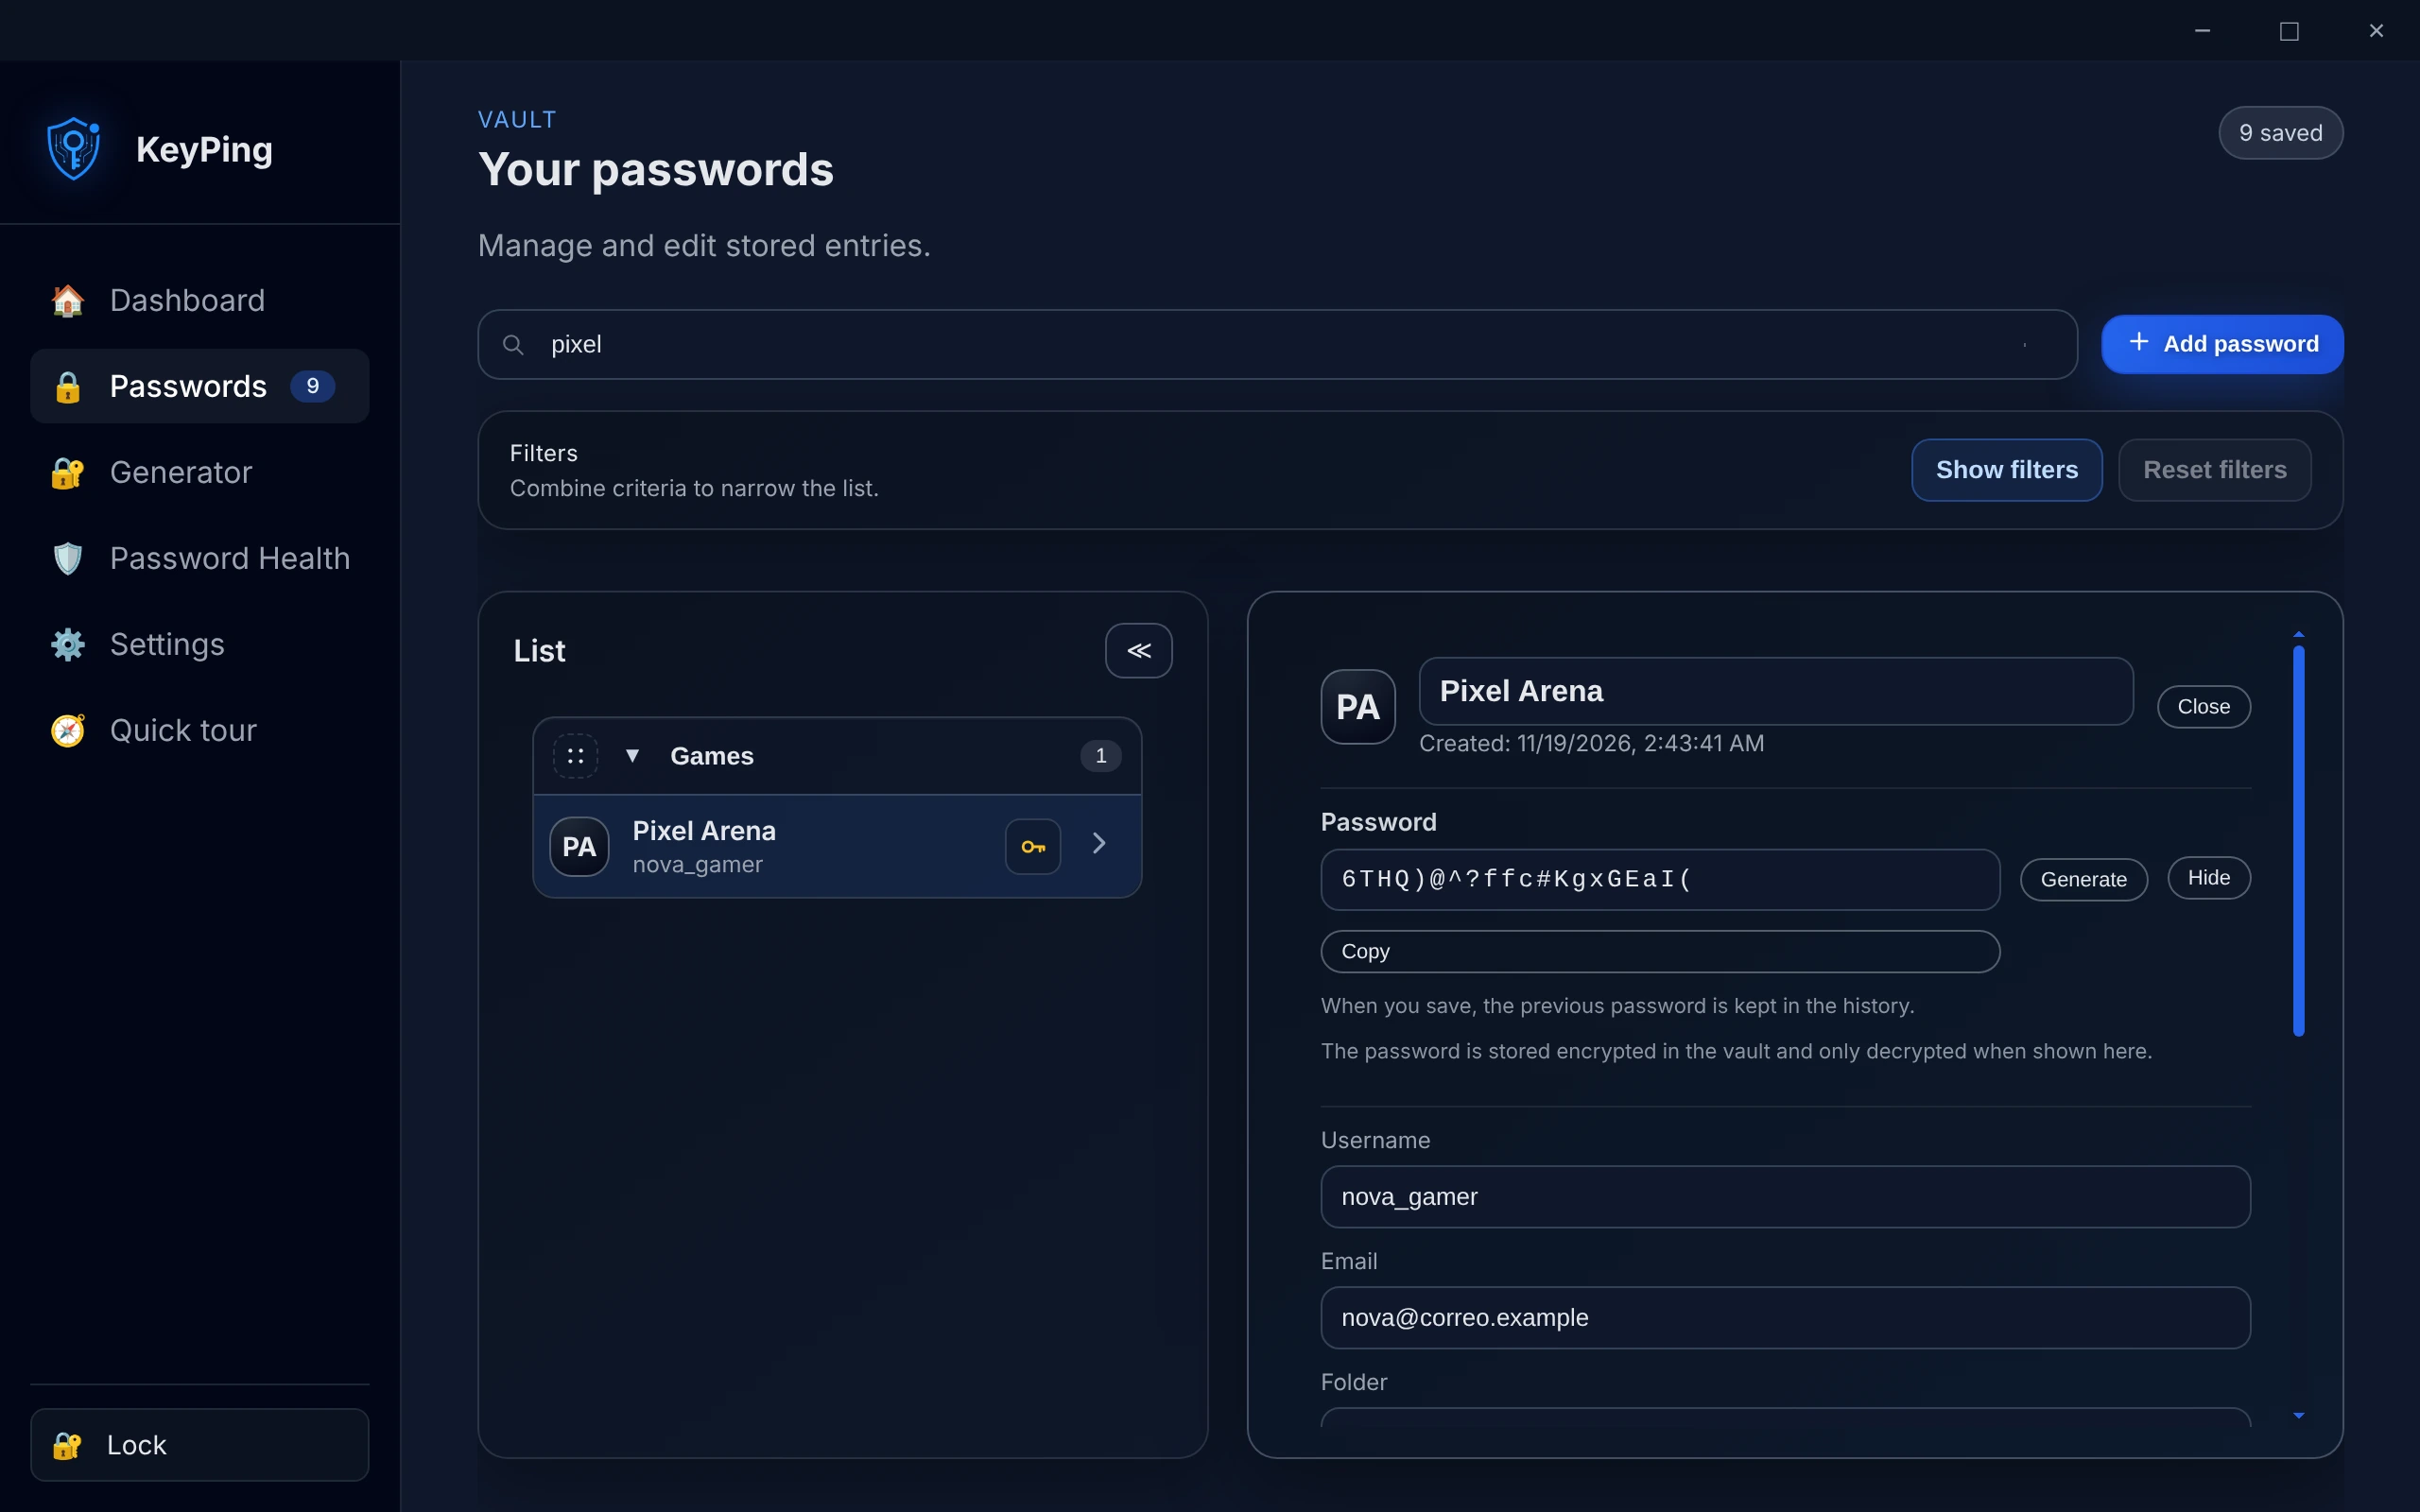 KeyPing
Dashboard
Passwords 9
Generator
Password Health
Settings
Quick tour
Lock
VAULT
Your passwords
9 saved
Manage and edit stored entries.
pixel
+ Add password
Filters
Combine criteria to narrow the list.
Show filters
Reset filters
List
Games 1
PA
Pixel Arena
nova_gamer
PA
Pixel Arena
Close
Created: 11/19/2026, 2:43:41 AM
Password
6THQ)@^?ffc#KgxGEaI(
Generate
Hide
Copy
When you save, the previous password is kept in the history.
The password is stored encrypted in the vault and only decrypted when shown here.
Username
nova_gamer
Email
nova@correo.example
Folder